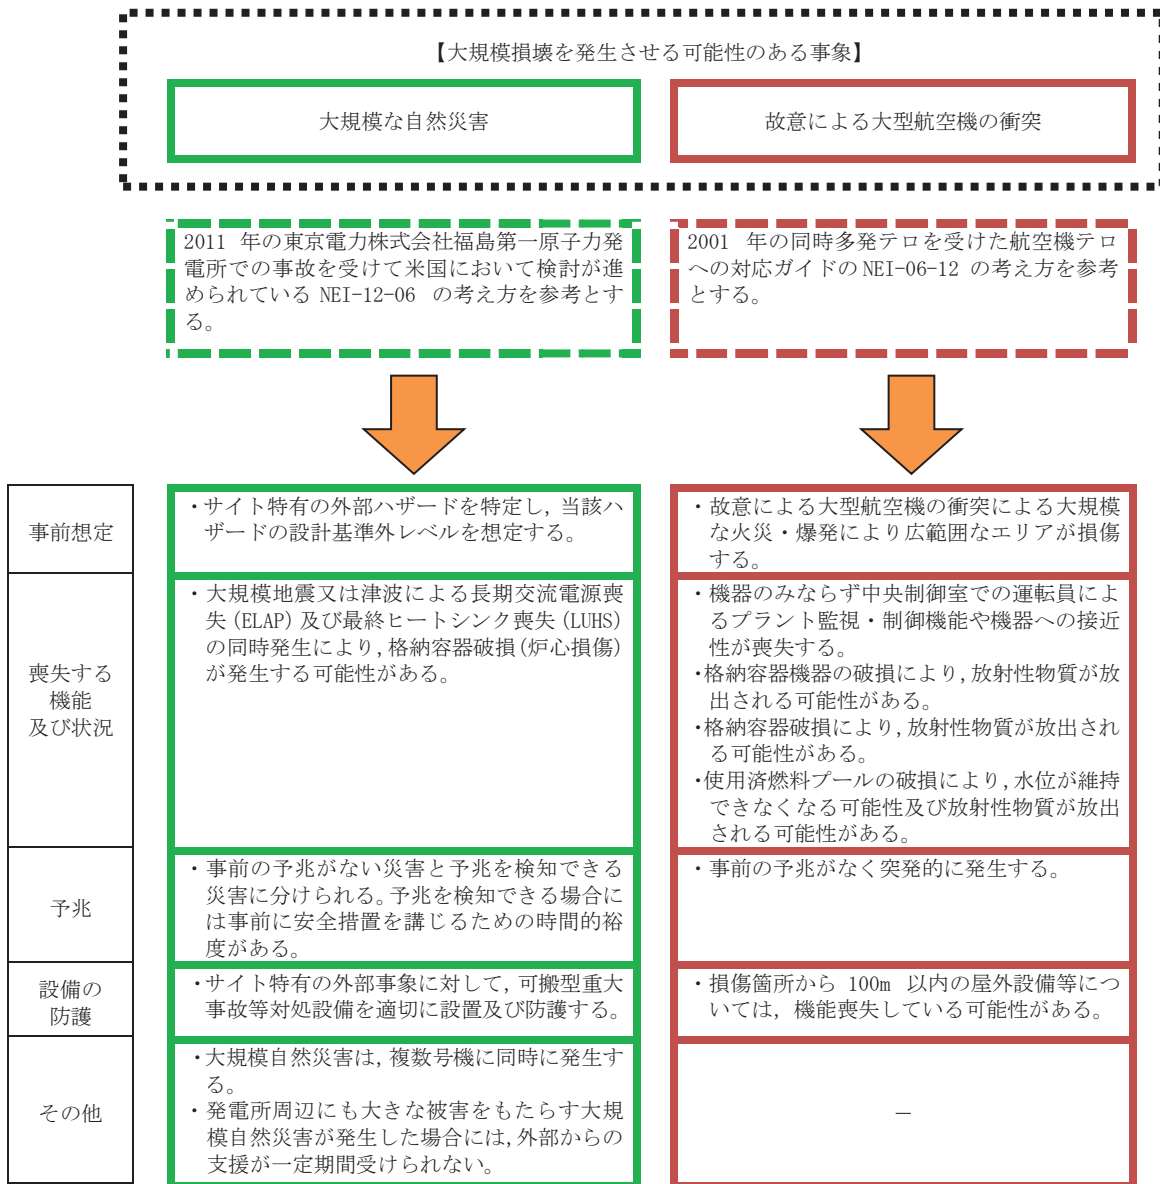 【大規模損壊を発生させる可能性のある事象】
大規模な自然災害
故意による大型航空機の衝突
2011 年の東京電力株式会社福島第一原子力発
電所での事故を受けて米国において検討が進
められている NEI-12-06 の考え方を参考とす
る。
2001 年の同時多発テロを受けた航空機テロ
への対応ガイドの NEI-06-12 の考え方を参考
とする。
事前想定
・サイト特有の外部ハザードを特定し,当該ハ
ザードの設計基準外レベルを想定する。
・故意による大型航空機の衝突による大規模
な火災・爆発により広範囲なエリアが損傷
する。
喪失する
機能
及び状況
・大規模地震又は津波による長期交流電源喪
失(ELAP)及び最終ヒートシンク喪失(LUHS)
の同時発生により,格納容器破損(炉心損傷)
が発生する可能性がある。
・機器のみならず中央制御室での運転員によ
るプラント監視・制御機能や機器への接近
性が喪失する。
・格納容器機器の破損により,放射性物質が放
出される可能性がある。
・格納容器破損により,放射性物質が放出され
る可能性がある。
・使用済燃料プールの破損により,水位が維持
できなくなる可能性及び放射性物質が放出
される可能性がある。
予兆
・事前の予兆がない災害と予兆を検知できる
災害に分けられる。予兆を検知できる場合に
は事前に安全措置を講じるための時間的裕
度がある。
・事前の予兆がなく突発的に発生する。
設備の
防護
・サイト特有の外部事象に対して,可搬型重大
事故等対処設備を適切に設置及び防護する。
・損傷箇所から 100m 以内の屋外設備等につ
いては,機能喪失している可能性がある。
その他
・大規模自然災害は,複数号機に同時に発生す
る。
・発電所周辺にも大きな被害をもたらす大規
模自然災害が発生した場合には,外部からの
支援が一定期間受けられない。
－